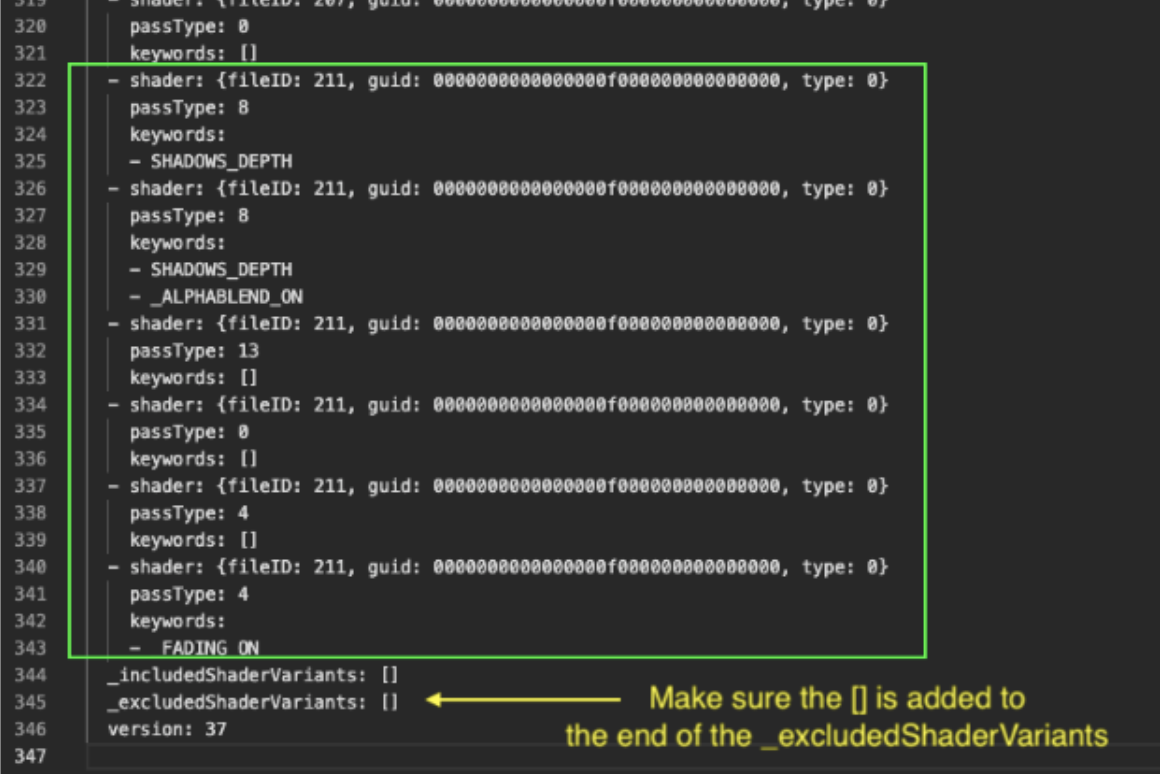 319 - shader: {fileID: 207, guid: 0000000000000000f000000000000000, type: 0}
320 passType: 0
321 keywords: []
322 - shader: {fileID: 211, guid: 0000000000000000f000000000000000, type: 0}
323 passType: 8
324 keywords:
325 - SHADOWS_DEPTH
326 - shader: {fileID: 211, guid: 0000000000000000f000000000000000, type: 0}
327 passType: 8
328 keywords:
329 - SHADOWS_DEPTH
330 - _ALPHABLEND_ON
331 - shader: {fileID: 211, guid: 0000000000000000f000000000000000, type: 0}
332 passType: 13
333 keywords: []
334 - shader: {fileID: 211, guid: 0000000000000000f000000000000000, type: 0}
335 passType: 0
336 keywords: []
337 - shader: {fileID: 211, guid: 0000000000000000f000000000000000, type: 0}
338 passType: 4
339 keywords: []
340 - shader: {fileID: 211, guid: 0000000000000000f000000000000000, type: 0}
341 passType: 4
342 keywords:
343 - _FADING_ON
344 _includedShaderVariants: []
345 _excludedShaderVariants: []
346 version: 37
347
Make sure the [] is added to
the end of the _excludedShaderVariants